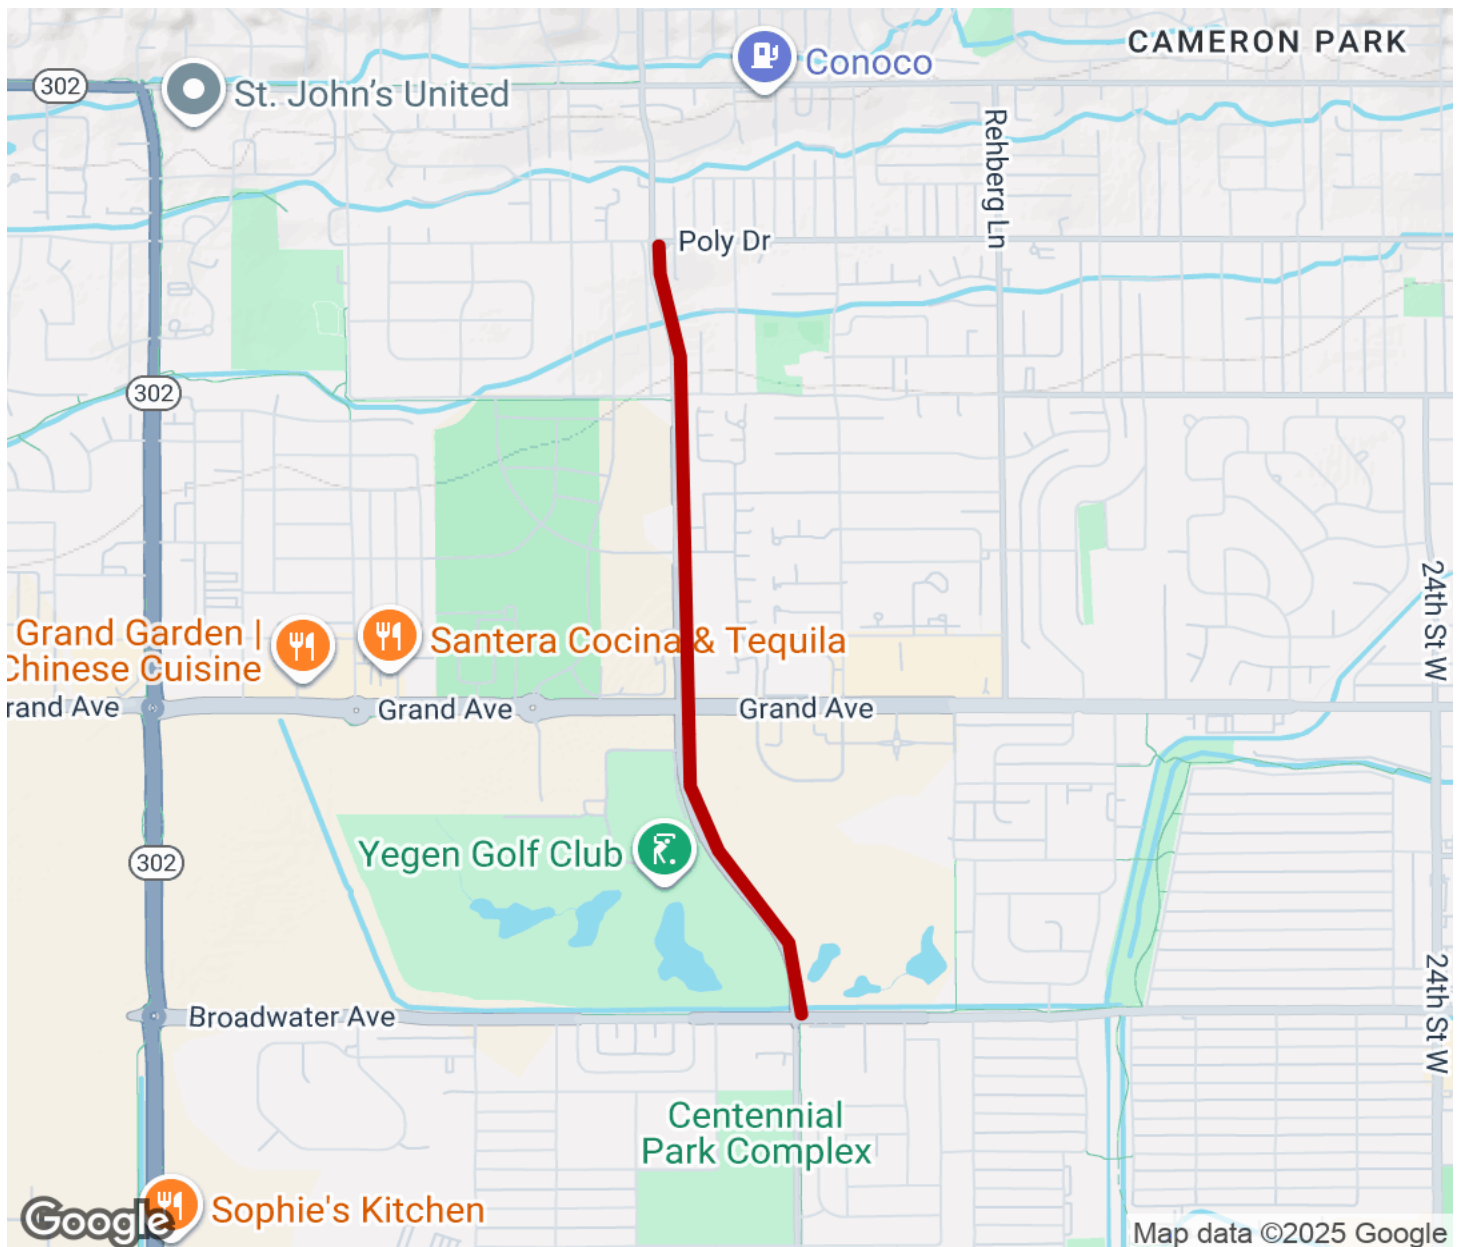 CAMERON PARK
302
St. John's United
Conoco
Rehberg Ln
Poly Dr
302
24th St W
Grand Garden |
Chinese Cuisine
Santera Cocina & Tequila
rand Ave
Grand Ave
Grand Ave
Yegen Golf Club
302
24th St W
Broadwater Ave
Centennial
Park Complex
Sophie's Kitchen
Google
Map data ©2025 Google